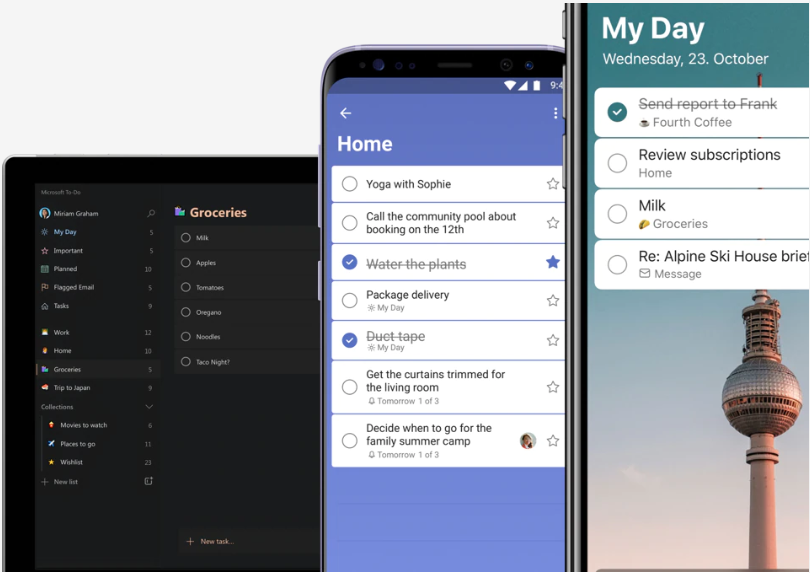 Microsoft To-Do
Miriam Graham
My Day 5
Important 5
Planned 10
Flagged Email 5
Tasks 9
Work 12
Home 10
Groceries 5
Trip to Japan 9
Collections
Movies to watch 6
Places to go 11
Wishlist 23
New list
Groceries
Milk
Apples
Tomatoes
Oregano
Noodles
Taco Night?
New task...
9:4
Home
Yoga with Sophie
Call the community pool about
booking on the 12th
Water the plants
Package delivery
My Day
Duct tape
My Day
Get the curtains trimmed for
the living room
Tomorrow 1 of 3
Decide when to go for the
family summer camp
Tomorrow 1 of 3
My Day
Wednesday, 23. October
Send report to Frank
Fourth Coffee
Review subscriptions
Home
Milk
Groceries
Re: Alpine Ski House brief
Message